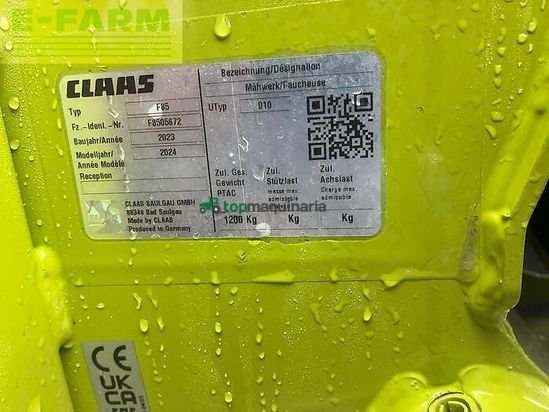 E-FARM
CLAAS
Bezeichnung/Désignation
Mähwerk/Faucheuse
Typ F85
UTyp 010
Fz.-Ident.-Nr. F8505672
Baujahr/Année 2023
Modelljahr/ 2024
Année Modèle
Reception
Zul. Ges. Zul. Zul.
Gewicht Stützlast Achslast
PTAC masse max Charge max
admissible admissible
1200 Kg Kg Kg
CLAAS SAULGAU GMBH
88348 Bad Saulgau
Made by CLAAS
Produced in Germany
topmaquinaria
CE
UKCA